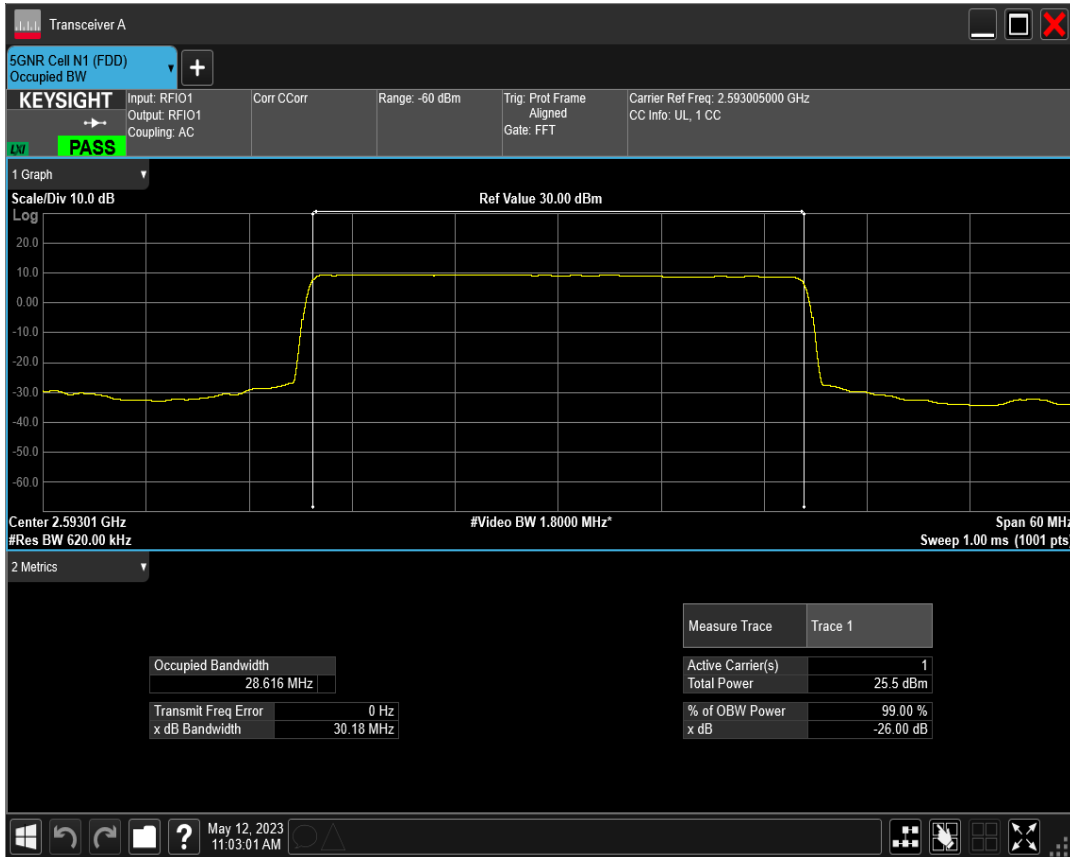 Transceiver A
5GNR Cell N1 (FDD)
Occupied BW
+
KEYSIGHT
LXI
PASS
Input: RFIO1
Output: RFIO1
Coupling: AC
Corr CCorr
Range: -60 dBm
Trig: Prot Frame
Aligned
Gate: FFT
Carrier Ref Freq: 2.593005000 GHz
CC Info: UL, 1 CC
1 Graph
Scale/Div 10.0 dB
Ref Value 30.00 dBm
Log
20.0
10.0
0.00
-10.0
-20.0
-30.0
-40.0
-50.0
-60.0
Center 2.59301 GHz
#Video BW 1.8000 MHz*
Span 60 MHz
#Res BW 620.00 kHz
Sweep 1.00 ms (1001 pts)
2 Metrics
Measure Trace Trace 1
Occupied Bandwidth
28.616 MHz
Active Carrier(s) 1
Total Power 25.5 dBm
Transmit Freq Error 0 Hz
x dB Bandwidth 30.18 MHz
% of OBW Power 99.00 %
x dB -26.00 dB
?
May 12, 2023
11:03:01 AM